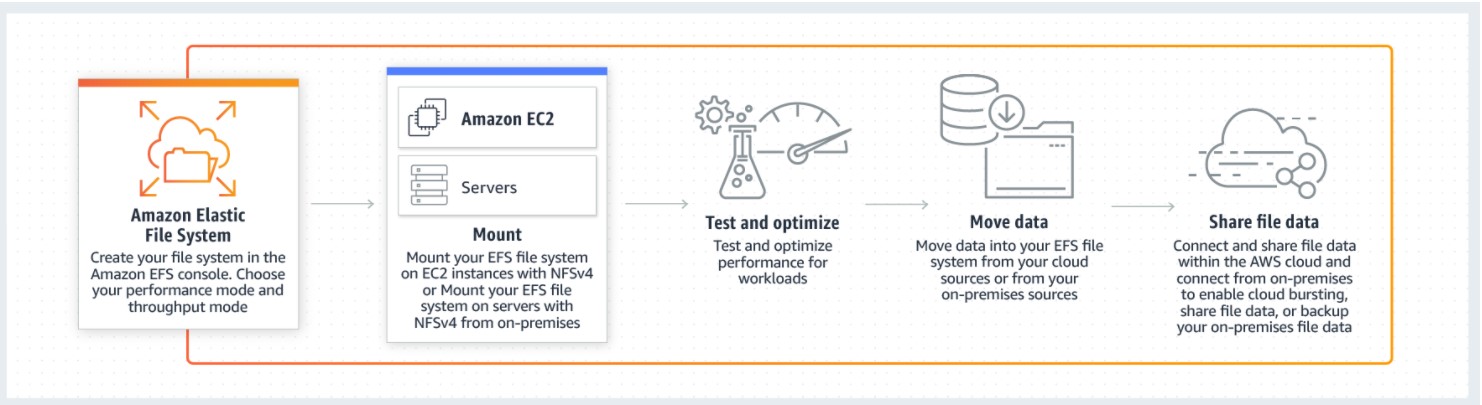 Amazon Elastic
File System
Create your file system in the
Amazon EFS console. Choose
your performance mode and
throughput mode
Amazon EC2
Servers
Mount
Mount your EFS file system
on EC2 instances with NFSv4
or Mount your EFS file
system on servers with
NFSv4 from on-premises
Test and optimize
Test and optimize
performance for
workloads
Move data
Move data into your EFS file
system from your cloud
sources or from your
on-premises sources
Share file data
Connect and share file data
within the AWS cloud and
connect from on-premises
to enable cloud bursting,
share file data, or backup
your on-premises file data